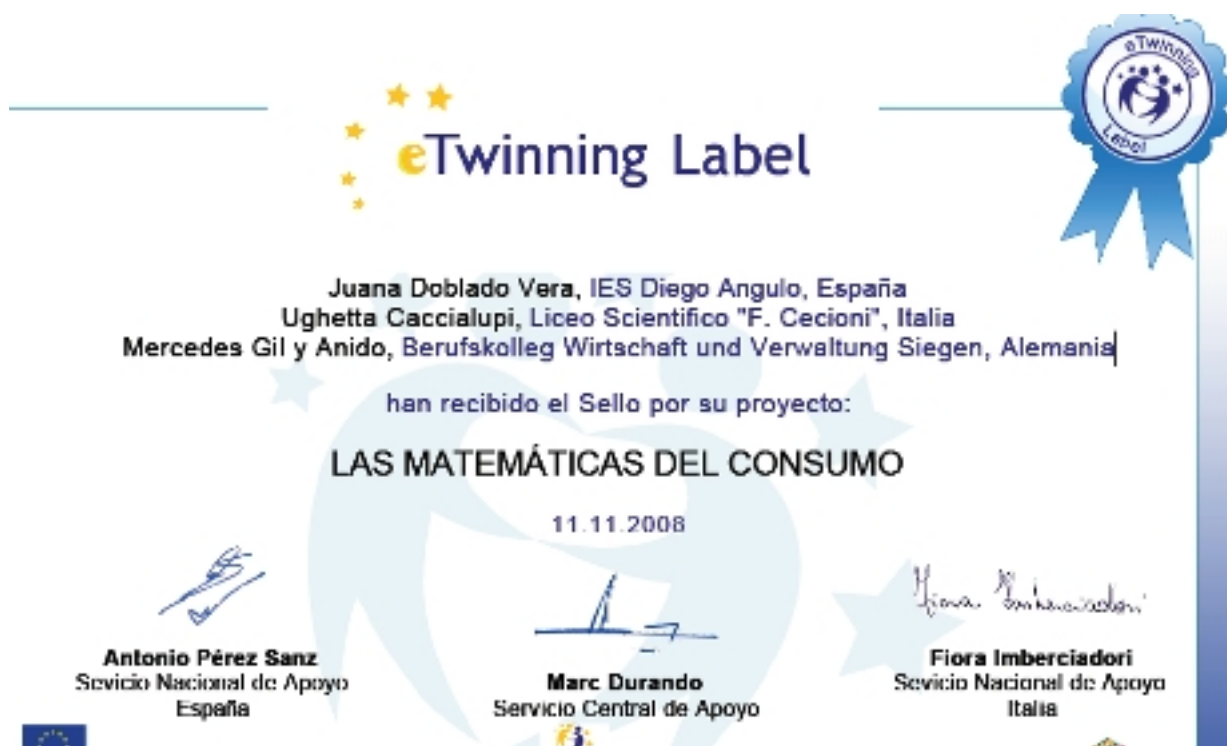 eTwinning
Label
eTwinning Label
Juana Doblado Vera, IES Diego Angulo, España
Ughetta Caccialupi, Liceo Scientifico "F. Cecioni", Italia
Mercedes Gil y Anido, Berufskolleg Wirtschaft und Verwaltung Siegen, Alemania
han recibido el Sello por su proyecto:
LAS MATEMÁTICAS DEL CONSUMO
11.11.2008
Fiora Imberciadori
Antonio Pérez Sanz
Sevicio Nacional de Apoyo
España
Marc Durando
Servicio Central de Apoyo
Fiora Imberciadori
Sevicio Nacional de Apoyo
Italia